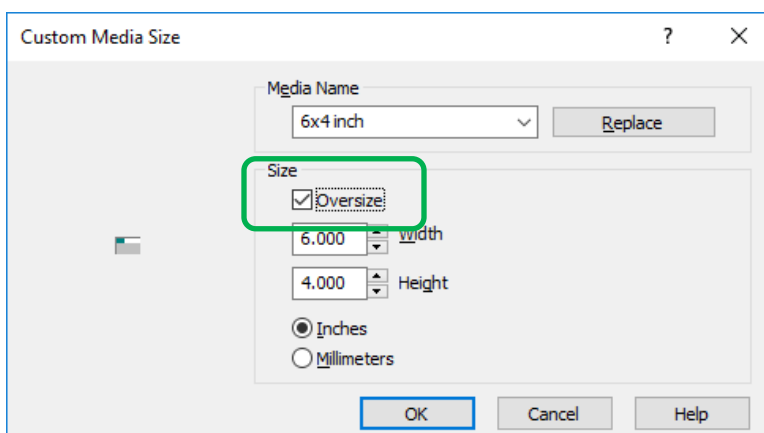 Custom Media Size ?
Media Name
6x4 inch Replace
Size
Oversize
6.000 Width
4.000 Height
Inches
Millimeters
OK Cancel Help